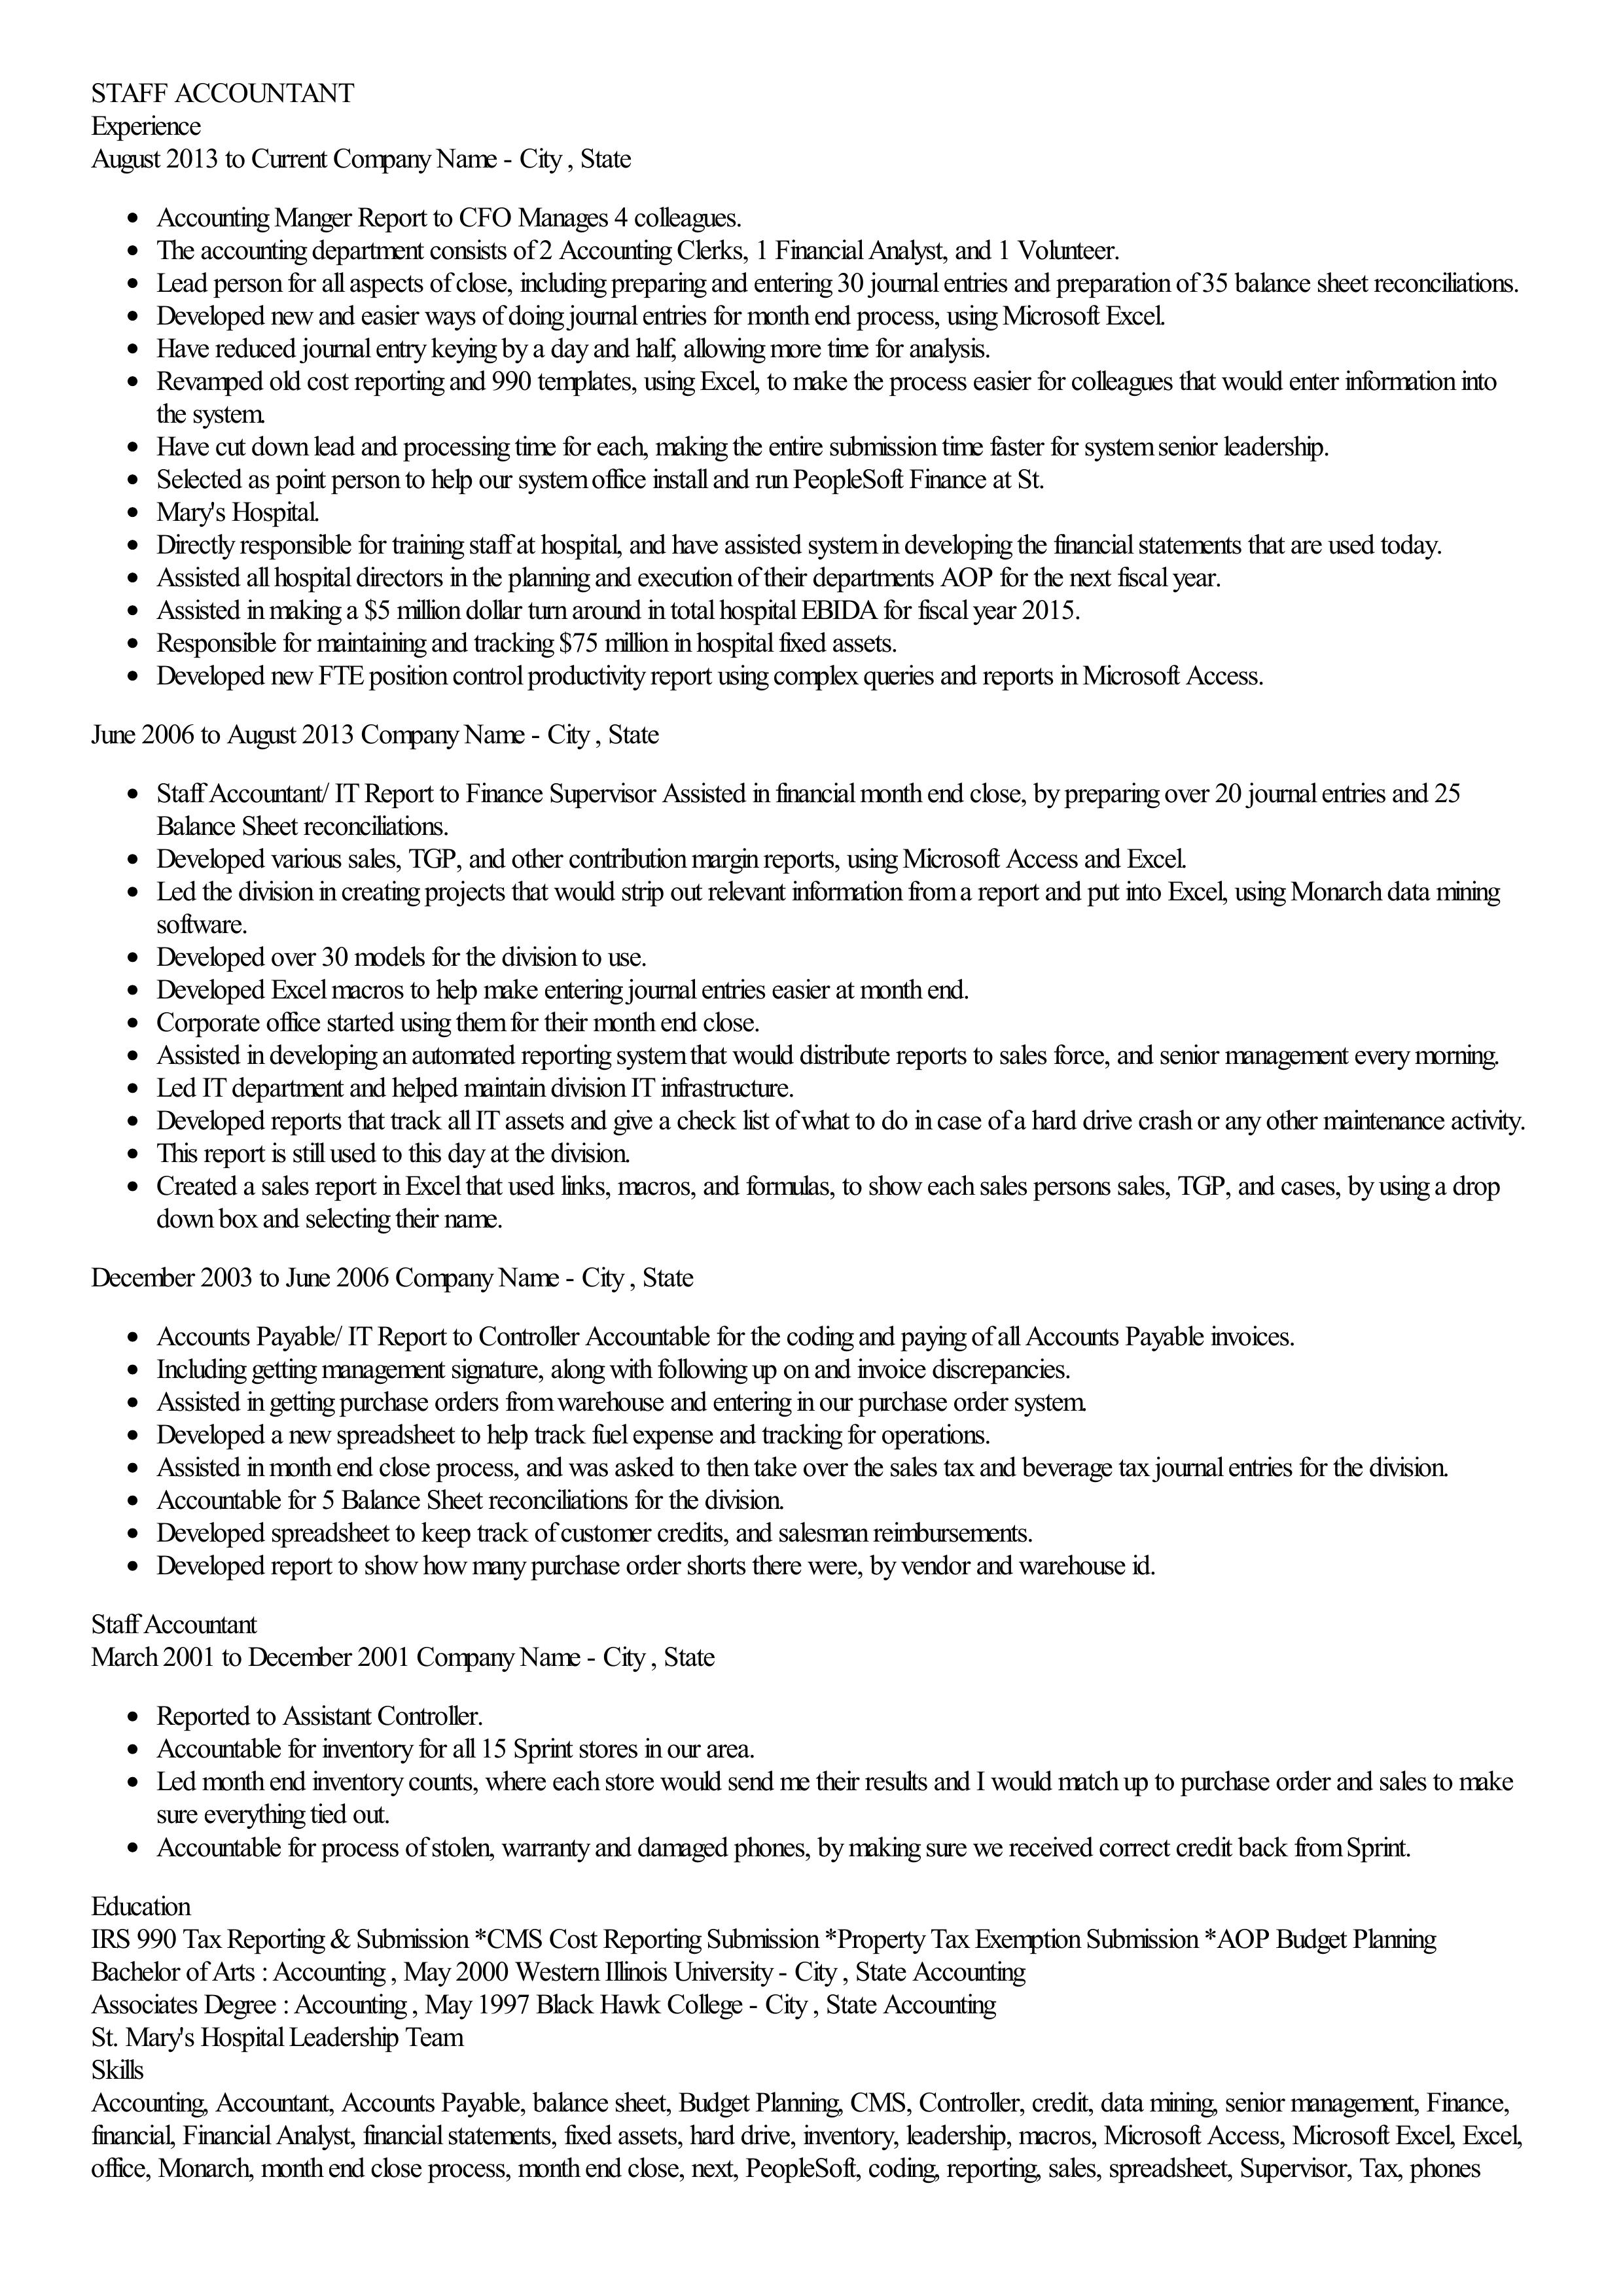 STAFF ACCOUNTANT
Experience
August 2013 to Current Company Name - City , State
• Accounting Manger Report to CFO Manages 4 colleagues.
• The accounting department consists of 2 Accounting Clerks, 1 Financial Analyst, and 1 Volunteer.
• Lead person for all aspects of close, including preparing and entering 30 journal entries and preparation of 35 balance sheet reconciliations.
• Developed new and easier ways of doing journal entries for month end process, using Microsoft Excel.
• Have reduced journal entry keying by a day and half, allowing more time for analysis.
• Revamped old cost reporting and 990 templates, using Excel, to make the process easier for colleagues that would enter information into
the system.
• Have cut down lead and processing time for each, making the entire submission time faster for system senior leadership.
• Selected as point person to help our system office install and run PeopleSoft Finance at St.
• Mary's Hospital.
• Directly responsible for training staff at hospital, and have assisted system in developing the financial statements that are used today.
• Assisted all hospital directors in the planning and execution of their departments AOP for the next fiscal year.
• Assisted in making a $5 million dollar turn around in total hospital EBIDA for fiscal year 2015.
• Responsible for maintaining and tracking $75 million in hospital fixed assets.
• Developed new FTE position control productivity report using complex queries and reports in Microsoft Access.
June 2006 to August 2013 Company Name - City , State
• Staff Accountant/ IT Report to Finance Supervisor Assisted in financial month end close, by preparing over 20 journal entries and 25
Balance Sheet reconciliations.
• Developed various sales, TGP, and other contribution margin reports, using Microsoft Access and Excel.
• Led the division in creating projects that would strip out relevant information from a report and put into Excel, using Monarch data mining
software.
• Developed over 30 models for the division to use.
• Developed Excel macros to help make entering journal entries easier at month end.
• Corporate office started using them for their month end close.
• Assisted in developing an automated reporting system that would distribute reports to sales force, and senior management every morning.
• Led IT department and helped maintain division IT infrastructure.
• Developed reports that track all IT assets and give a check list of what to do in case of a hard drive crash or any other maintenance activity.
• This report is still used to this day at the division.
• Created a sales report in Excel that used links, macros, and formulas, to show each sales persons sales, TGP, and cases, by using a drop
down box and selecting their name.
December 2003 to June 2006 Company Name - City , State
• Accounts Payable/ IT Report to Controller Accountable for the coding and paying of all Accounts Payable invoices.
• Including getting management signature, along with following up on and invoice discrepancies.
• Assisted in getting purchase orders from warehouse and entering in our purchase order system.
• Developed a new spreadsheet to help track fuel expense and tracking for operations.
• Assisted in month end close process, and was asked to then take over the sales tax and beverage tax journal entries for the division.
• Accountable for 5 Balance Sheet reconciliations for the division.
• Developed spreadsheet to keep track of customer credits, and salesman reimbursements.
• Developed report to show how many purchase order shorts there were, by vendor and warehouse id.
Staff Accountant
March 2001 to December 2001 Company Name - City , State
• Reported to Assistant Controller.
• Accountable for inventory for all 15 Sprint stores in our area.
• Led month end inventory counts, where each store would send me their results and I would match up to purchase order and sales to make
sure everything tied out.
• Accountable for process of stolen, warranty and damaged phones, by making sure we received correct credit back from Sprint.
Education
IRS 990 Tax Reporting & Submission *CMS Cost Reporting Submission *Property Tax Exemption Submission *AOP Budget Planning
Bachelor of Arts : Accounting , May 2000 Western Illinois University - City , State Accounting
Associates Degree : Accounting , May 1997 Black Hawk College - City , State Accounting
St. Mary's Hospital Leadership Team
Skills
Accounting, Accountant, Accounts Payable, balance sheet, Budget Planning, CMS, Controller, credit, data mining, senior management, Finance,
financial, Financial Analyst, financial statements, fixed assets, hard drive, inventory, leadership, macros, Microsoft Access, Microsoft Excel, Excel,
office, Monarch, month end close process, month end close, next, PeopleSoft, coding, reporting, sales, spreadsheet, Supervisor, Tax, phones